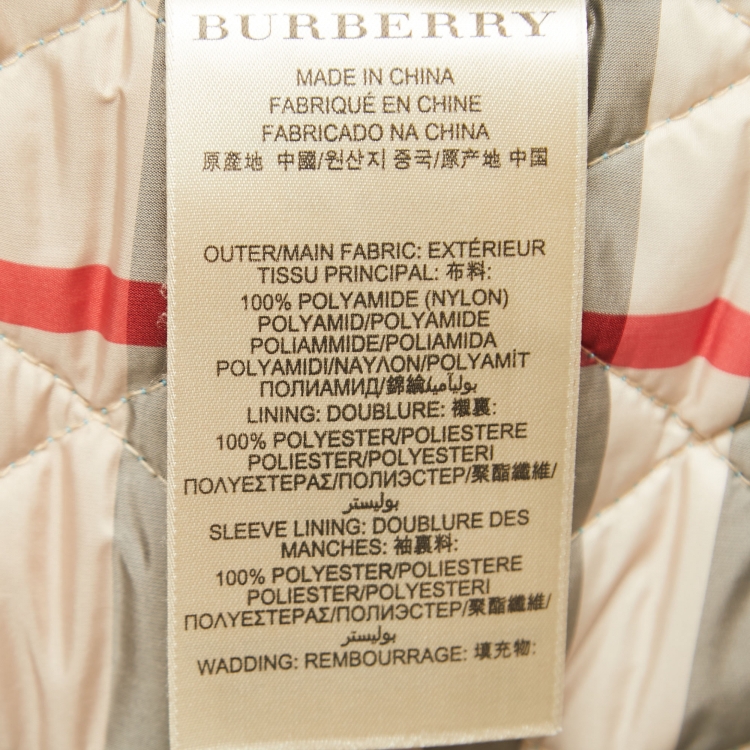 BURBERRY
MADE IN CHINA
FABRIQUÉ EN CHINE
FABRICADO NA CHINA
原產地 中國/원산지 중국/原产地 中国
OUTER/MAIN FABRIC: EXTÉRIEUR
TISSU PRINCIPAL: 布料:
100% POLYAMIDE (NYLON)
POLYAMID/POLYAMIDE
POLIAMMIDE/POLIAMIDA
POLYAMIDI/ΝΑΥΛΟΝ/POLYAMİT
ПОЛИАМИД/錦綸/بوليآميد
LINING: DOUBLURE: 襯裏:
100% POLYESTER/POLIESTERE
POLIESTER/POLYESTERI
ΠΟΛΥΕΣΤΕΡΑΣ/ПОЛИЭСТЕР/聚酯纖維/
بوليستر
SLEEVE LINING: DOUBLURE DES
MANCHES: 袖裏料:
100% POLYESTER/POLIESTERE
POLIESTER/POLYESTERI
ΠΟΛΥΕΣΤΕΡΑΣ/ПОЛИЭСТЕР/聚酯纖維/
بوليستر
WADDING: REMBOURRAGE: 填充物: